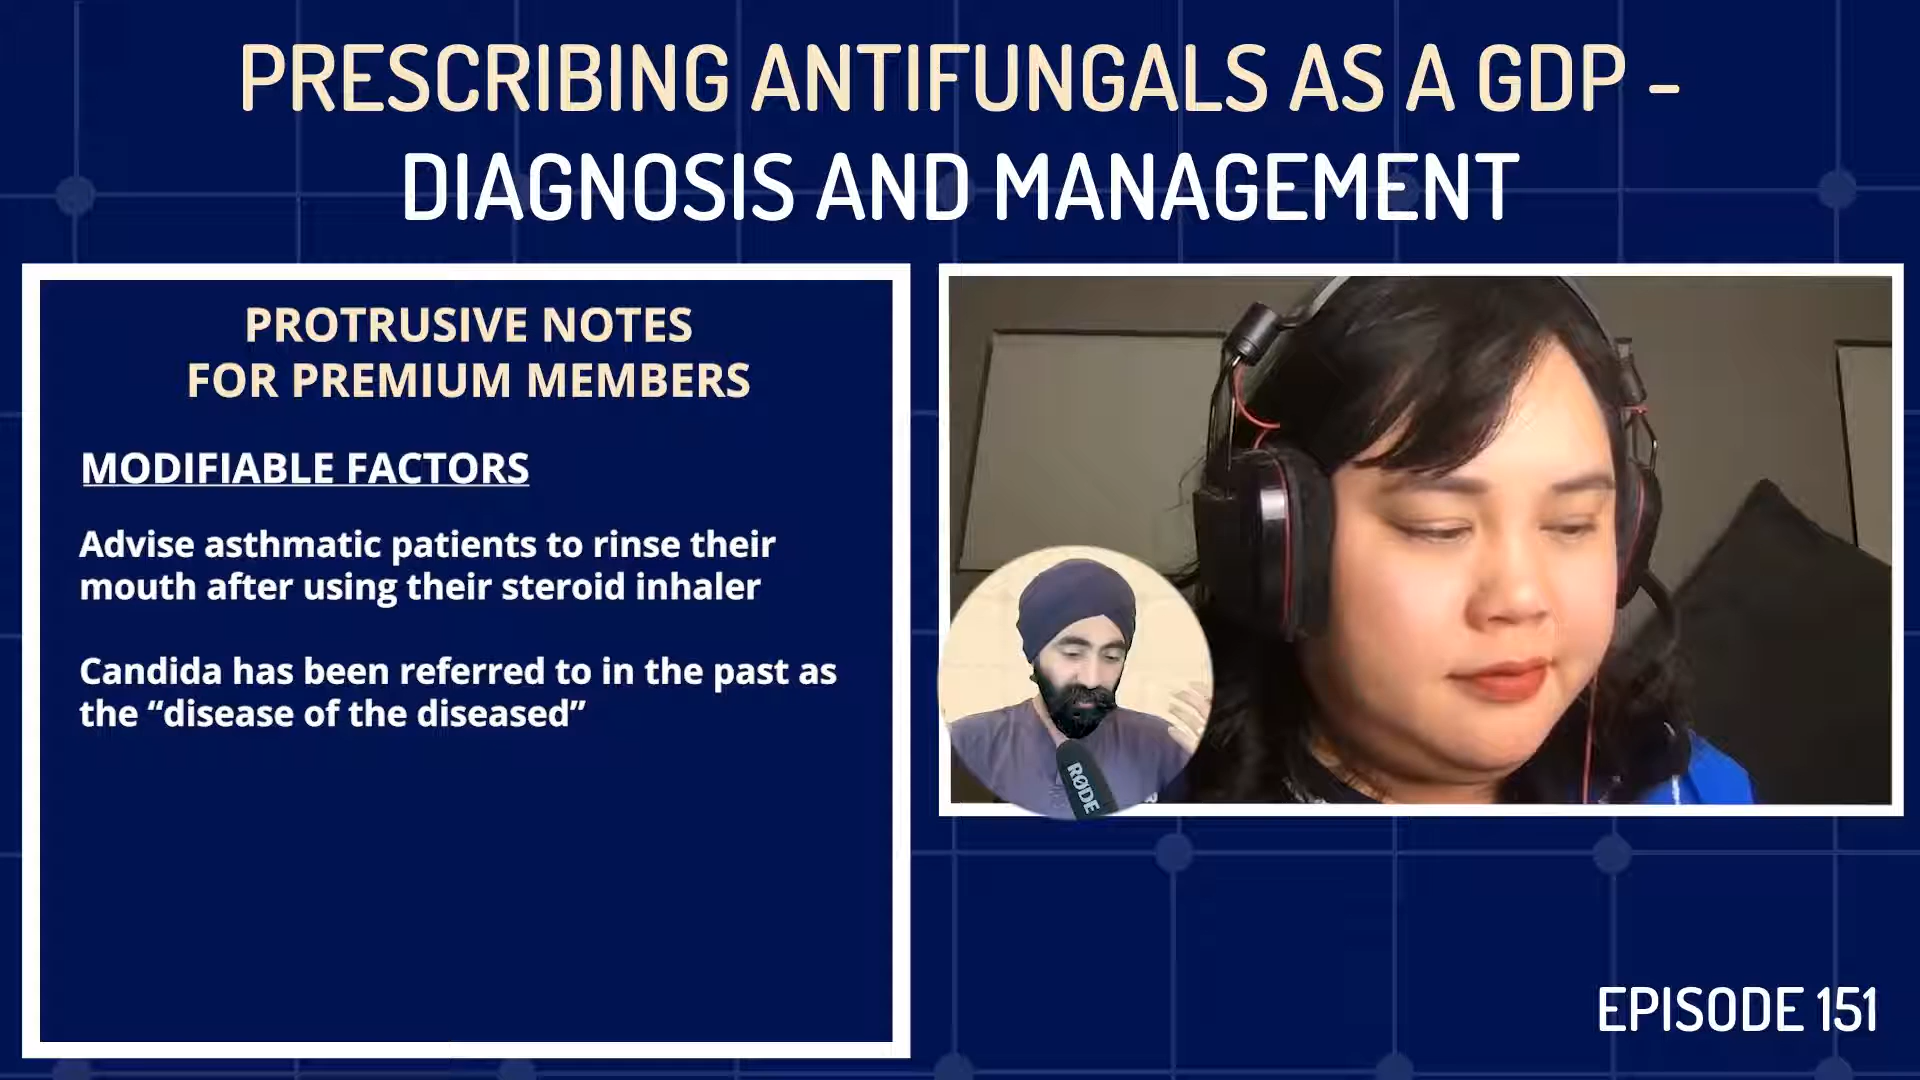 PRESCRIBING ANTIFUNGALS AS A GDP -
DIAGNOSIS AND MANAGEMENT
PROTRUSIVE NOTES
FOR PREMIUM MEMBERS
MODIFIABLE FACTORS
Advise asthmatic patients to rinse their
mouth after using their steroid inhaler
Candida has been referred to in the past as
the “disease of the diseased”
RØDE
EPISODE 151